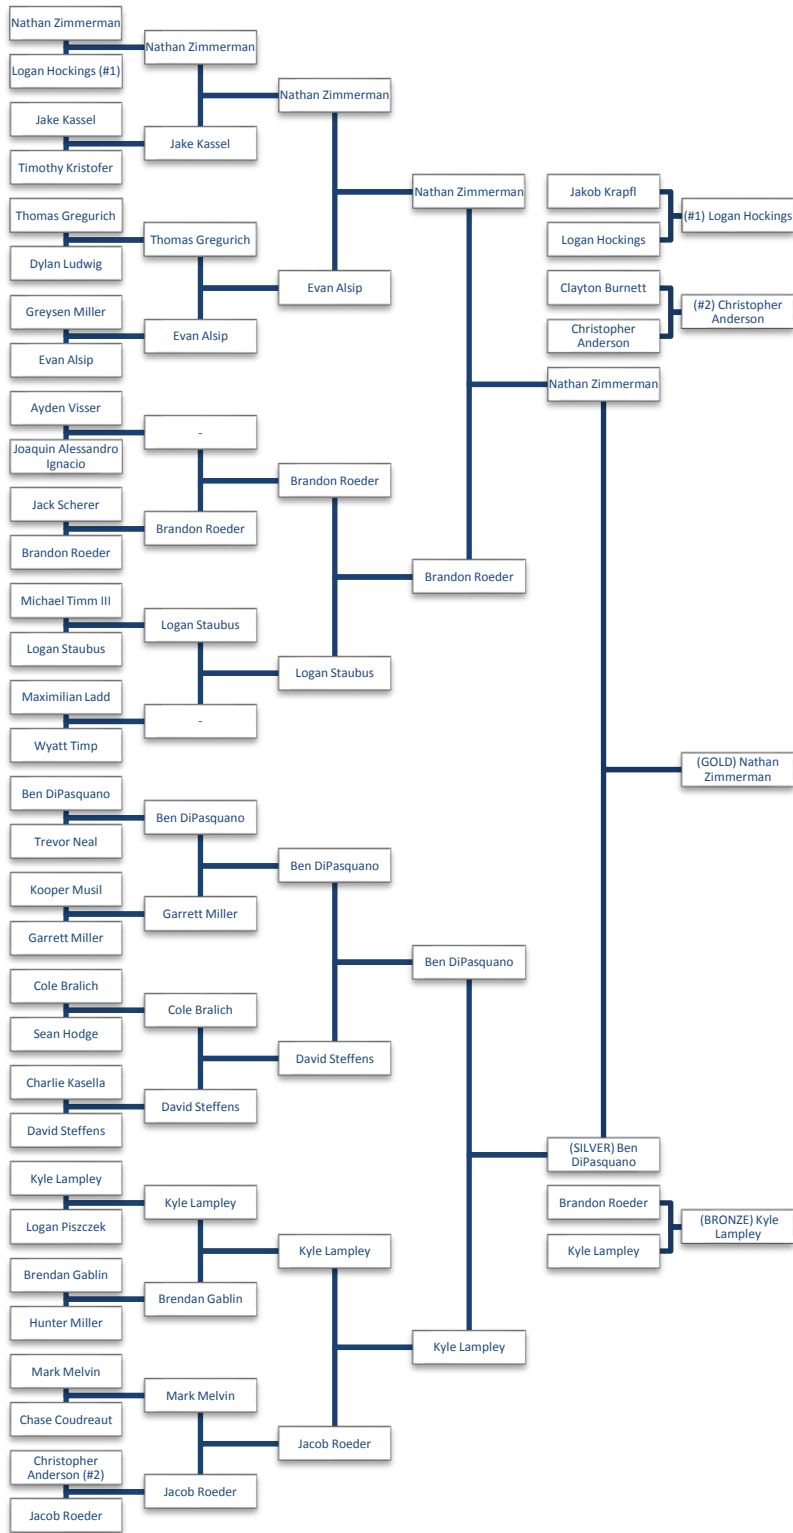 Nathan Zimmerman
Logan Hockings (#1)
Jake Kassel
Timothy Kristofer
Thomas Gregurich
Dylan Ludwig
Greysen Miller
Evan Alsip
Ayden Visser
Joaquin Alessandro
Ignacio
Jack Scherer
Brandon Roeder
Michael Timm III
Logan Staubus
Maximilian Ladd
Wyatt Timp
Ben DiPasquano
Trevor Neal
Kooper Musil
Garrett Miller
Cole Bralich
Sean Hodge
Charlie Kasella
David Steffens
Kyle Lampley
Logan Piszczek
Brendan Gablin
Hunter Miller
Mark Melvin
Chase Coudreaut
Christopher
Anderson (#2)
Jacob Roeder
Nathan Zimmerman
Jake Kassel
Thomas Gregurich
Evan Alsip
-
Brandon Roeder
Logan Staubus
-
Ben DiPasquano
Garrett Miller
Cole Bralich
David Steffens
Kyle Lampley
Brendan Gablin
Mark Melvin
Jacob Roeder
Nathan Zimmerman
Evan Alsip
Brandon Roeder
Logan Staubus
Ben DiPasquano
David Steffens
Kyle Lampley
Jacob Roeder
Nathan Zimmerman
Brandon Roeder
Ben DiPasquano
Kyle Lampley
Jakob Krapfl
Logan Hockings
Clayton Burnett
Christopher
Anderson
Nathan Zimmerman
(SILVER) Ben
DiPasquano
Brandon Roeder
Kyle Lampley
(#1) Logan Hockings
(#2) Christopher
Anderson
(GOLD) Nathan
Zimmerman
(BRONZE) Kyle
Lampley